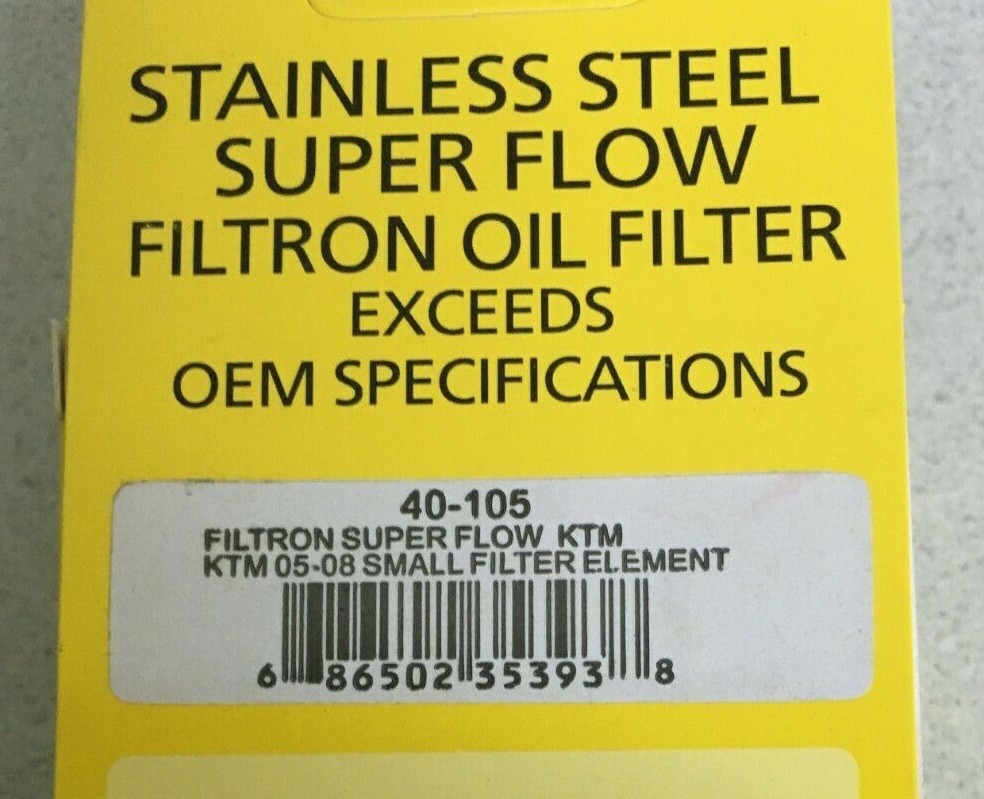 STAINLESS STEEL
SUPER FLOW
FILTRON OIL FILTER
EXCEEDS
OEM SPECIFICATIONS
40-105
FILTRON SUPER FLOW KTM
KTM 05-08 SMALL FILTER ELEMENT
6 86502 35393 8